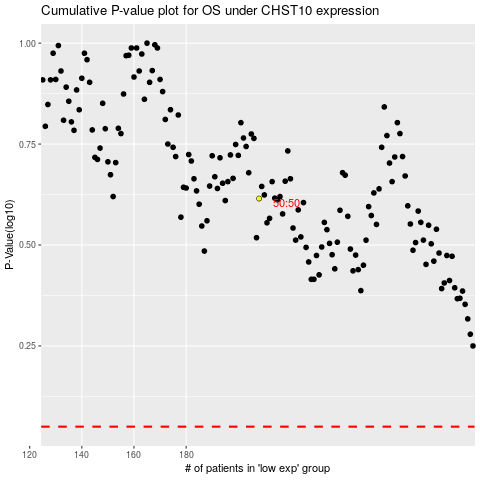 Cumulative P-value plot for OS under CHST10 expression
P-Value(log10)
1.00
0.75
0.50
0.25
50:50
120 140 160 180
# of patients in 'low exp' group